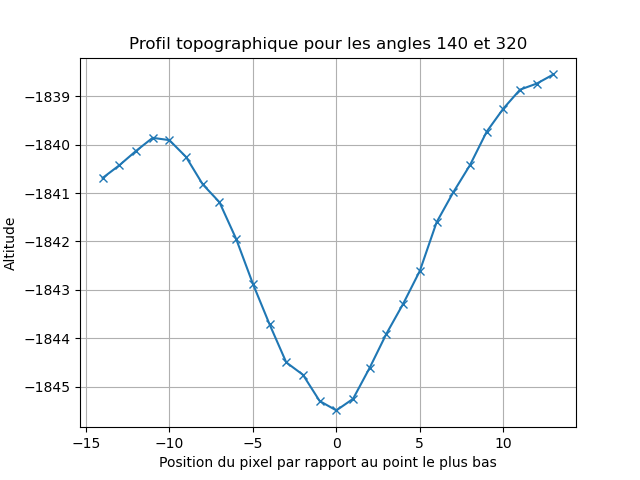 Profil topographique pour les angles 140 et 320
Altitude
−1839
−1840
−1841
−1842
−1843
−1844
−1845
−15 −10 −5 0 5 10
Position du pixel par rapport au point le plus bas